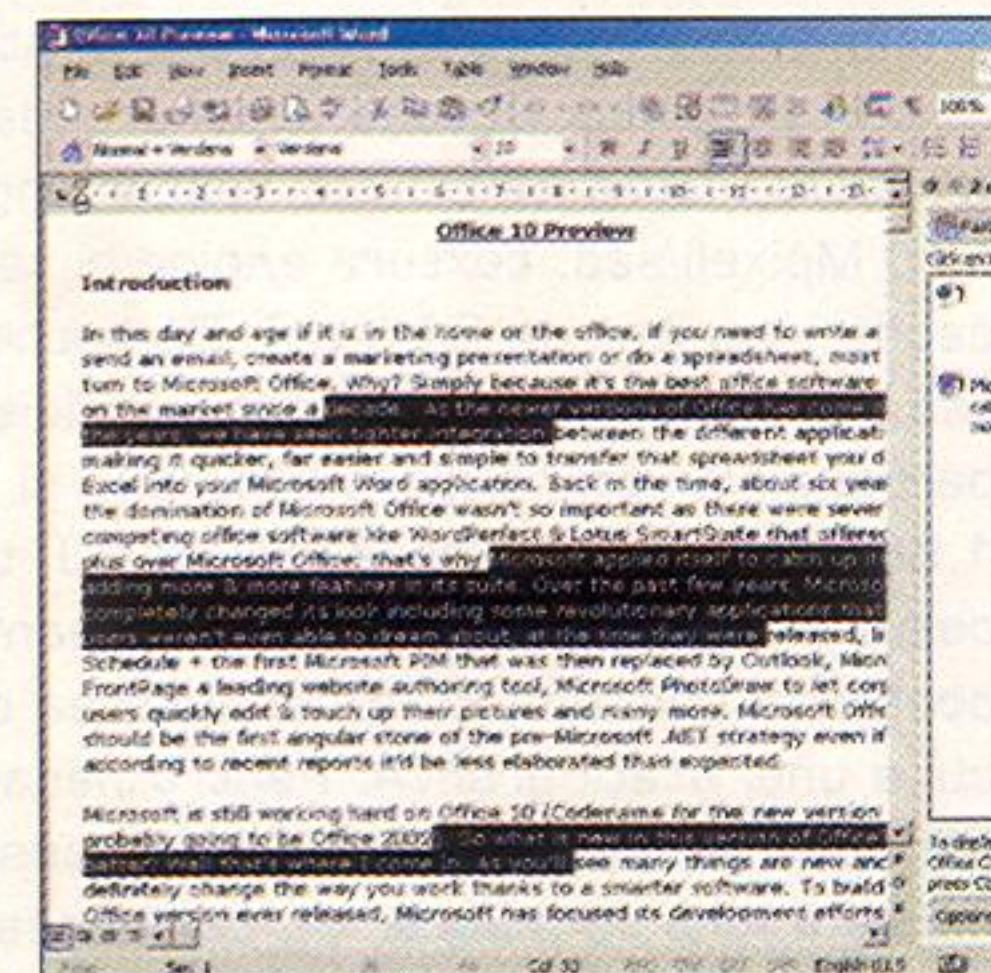 Office 10 Preview - Microsoft Word
File Edit View Insert Format Tools Table Window Help
100%
Normal + Verdana Verdana 10
Office 10 Preview
Introduction
In this day and age if it is in the home or the office, if you need to write a
send an email, create a marketing presentation or do a spreadsheet, most
turn to Microsoft Office. Why? Simply because it's the best office software
on the market since a decade. As the newer versions of Office has come
the years, we have seen tighter integration between the different applicati
making it quicker, far easier and simple to transfer that spreadsheet your d
Excel into your Microsoft Word application. Back in the time, about six year
the domination of Microsoft Office wasn't so important as there were sever
competing office software like WordPerfect & Lotus SmartSuite that offered
plus over Microsoft Office: that's why Microsoft applied itself to catch up
adding more & more features in its suite. Over the past few years, Microso
completely changed its look including some revolutionary applications that
users weren't even able to dream about, at the time they were released,
Schedule + the first Microsoft PIM that was then replaced by Outlook, Micro
FrontPage a leading website authoring tool, Microsoft PhotoDraw to let corp
users quickly edit & touch up their pictures and many more. Microsoft Offic
should be the first angular stone of the pre-Microsoft .NET strategy even if
according to recent reports it'd be less elaborated than expected.
Microsoft is still working hard on Office 10 (Codename for the new version
probably going to be Office 2002). So what is new in this version of Office
Well that's where I come in. As you'll see many things are new and
definitely change the way you work thanks to a smarter software. To build
Office version ever released, Microsoft has focused its development efforts
Sec 1 Col 33 English (U.S
Options